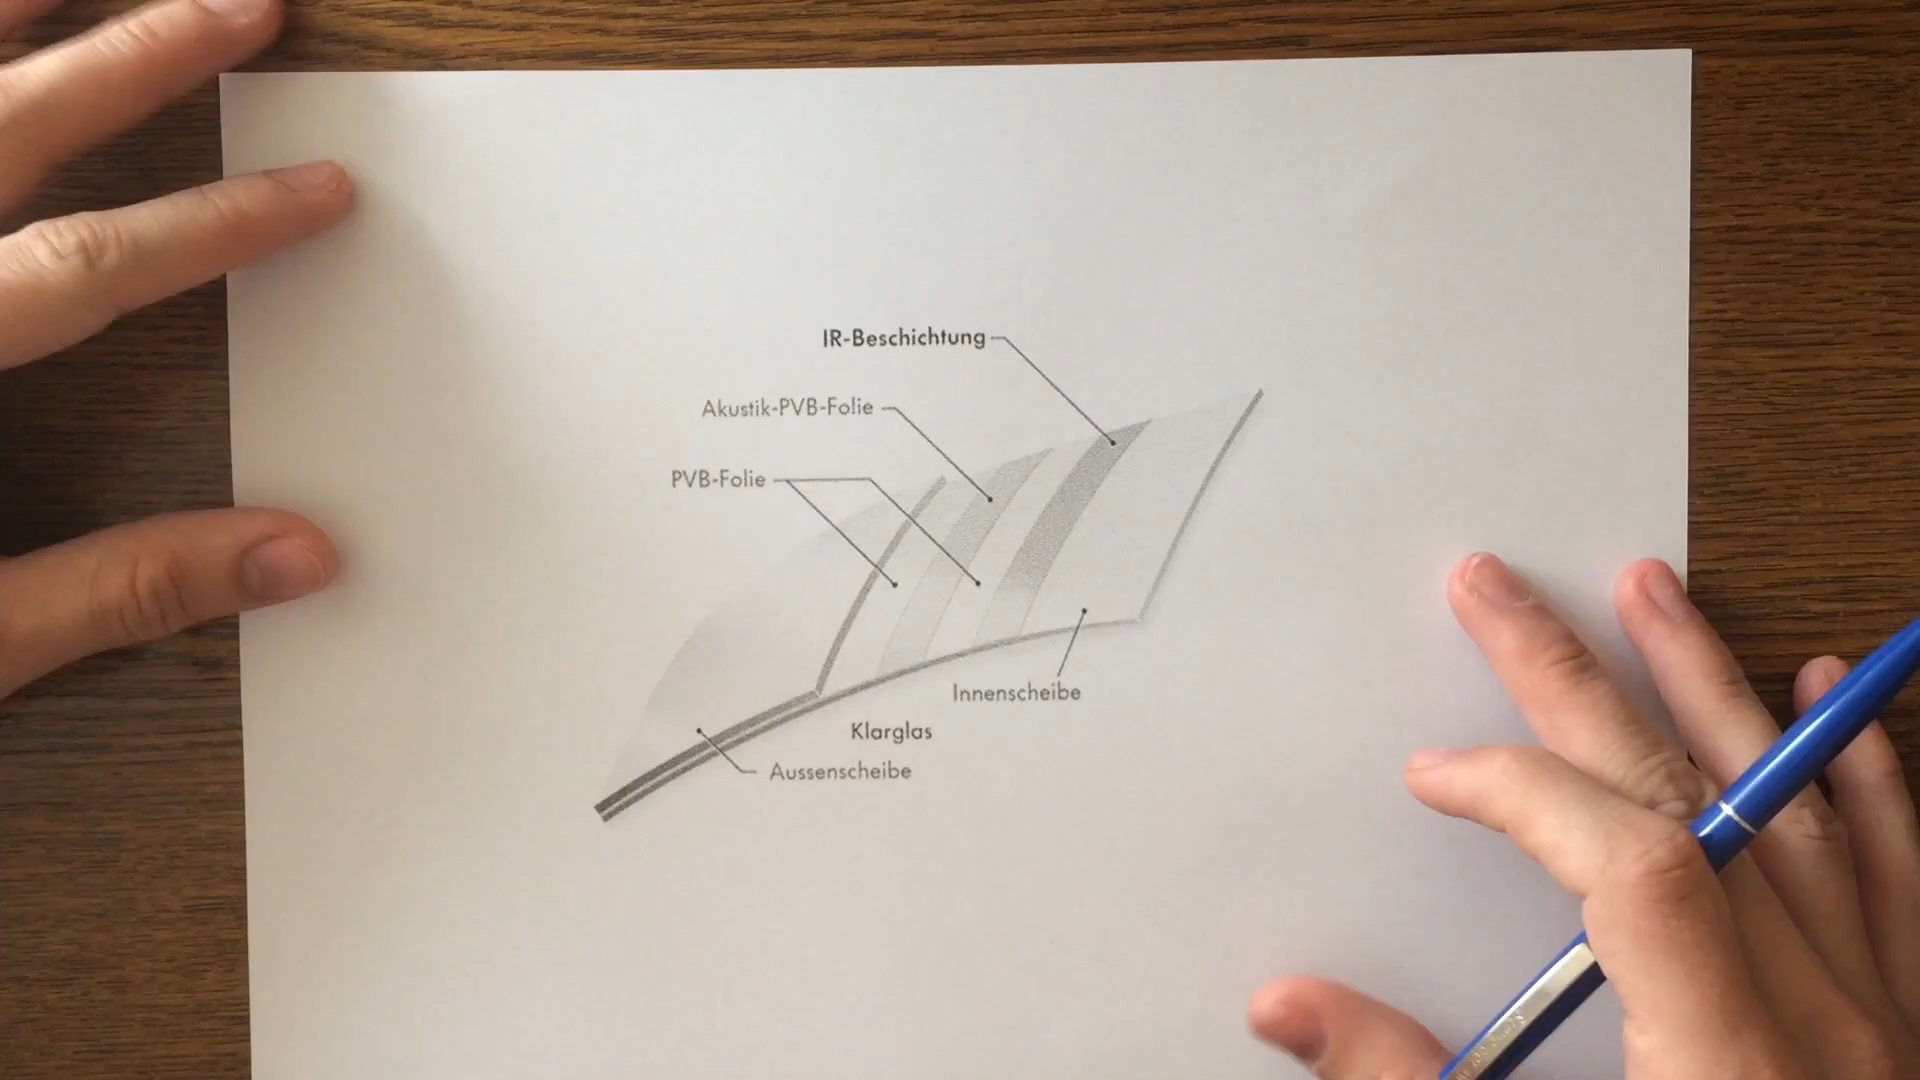 IR-Beschichtung
Akustik-PVB-Folie
PVB-Folie
Innenscheibe
Klarglas
Aussenscheibe